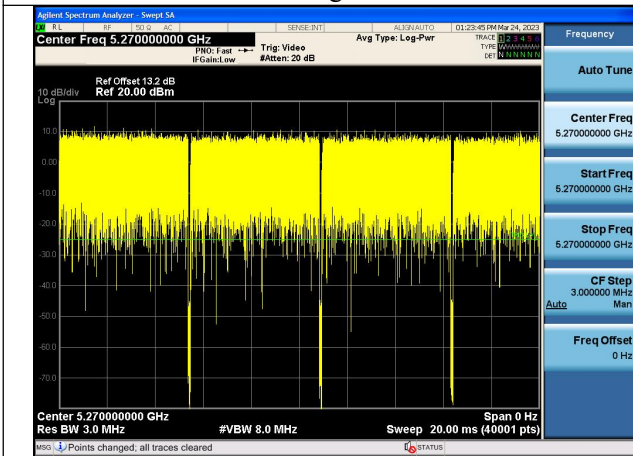 Agilent Spectrum Analyzer - Swept SA
RL RF 50 Ω AC SENSE:INT ALIGN AUTO 01:23:45 PM Mar 24, 2023
Center Freq 5.270000000 GHz
PNO: Fast
IFGain:Low
Trig: Video
#Atten: 20 dB
Avg Type: Log-Pwr
TRACE 1 2 3 4 5 6
TYPE
DET N N N N N N
Ref Offset 13.2 dB
10 dB/div Ref 20.00 dBm
Log
10.0
0.00
-10.0
-20.0
-30.0
-40.0
-50.0
-60.0
-70.0
Center 5.270000000 GHz Span 0 Hz
Res BW 3.0 MHz #VBW 8.0 MHz Sweep 20.00 ms (40001 pts)
MSG Points changed; all traces cleared STATUS
Frequency
Auto Tune
Center Freq
5.270000000 GHz
Start Freq
5.270000000 GHz
Stop Freq
5.270000000 GHz
CF Step
3.000000 MHz
Auto Man
Freq Offset
0 Hz